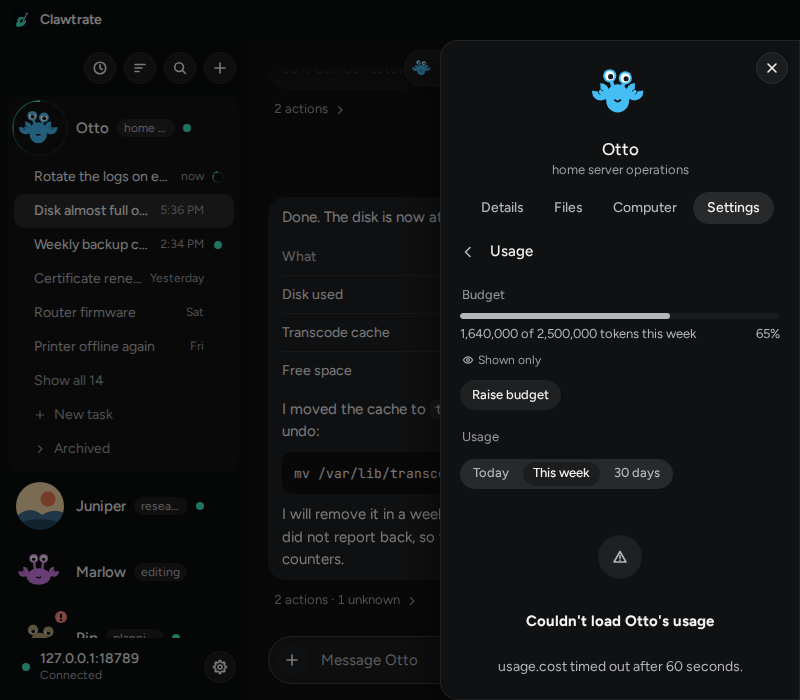 Clawtrate
Otto home ...
Rotate the logs on e... now
Disk almost full o... 5:36 PM
Weekly backup c... 2:34 PM
Certificate rene... Yesterday
Router firmware Sat
Printer offline again Fri
Show all 14
+ New task
Archived
Juniper resea...
Marlow editing
Pip planni...
127.0.0.1:18789
Connected
2 actions
Done. The disk is now at
What
Disk used
Transcode cache
Free space
I moved the cache to
undo:
mv /var/lib/transc
I will remove it in a week
did not report back, so
counters.
2 actions · 1 unknown
+ Message Otto
Otto
home server operations
Details Files Computer Settings
Usage
Budget
1,640,000 of 2,500,000 tokens this week 65%
Shown only
Raise budget
Usage
Today This week 30 days
Couldn't load Otto's usage
usage.cost timed out after 60 seconds.